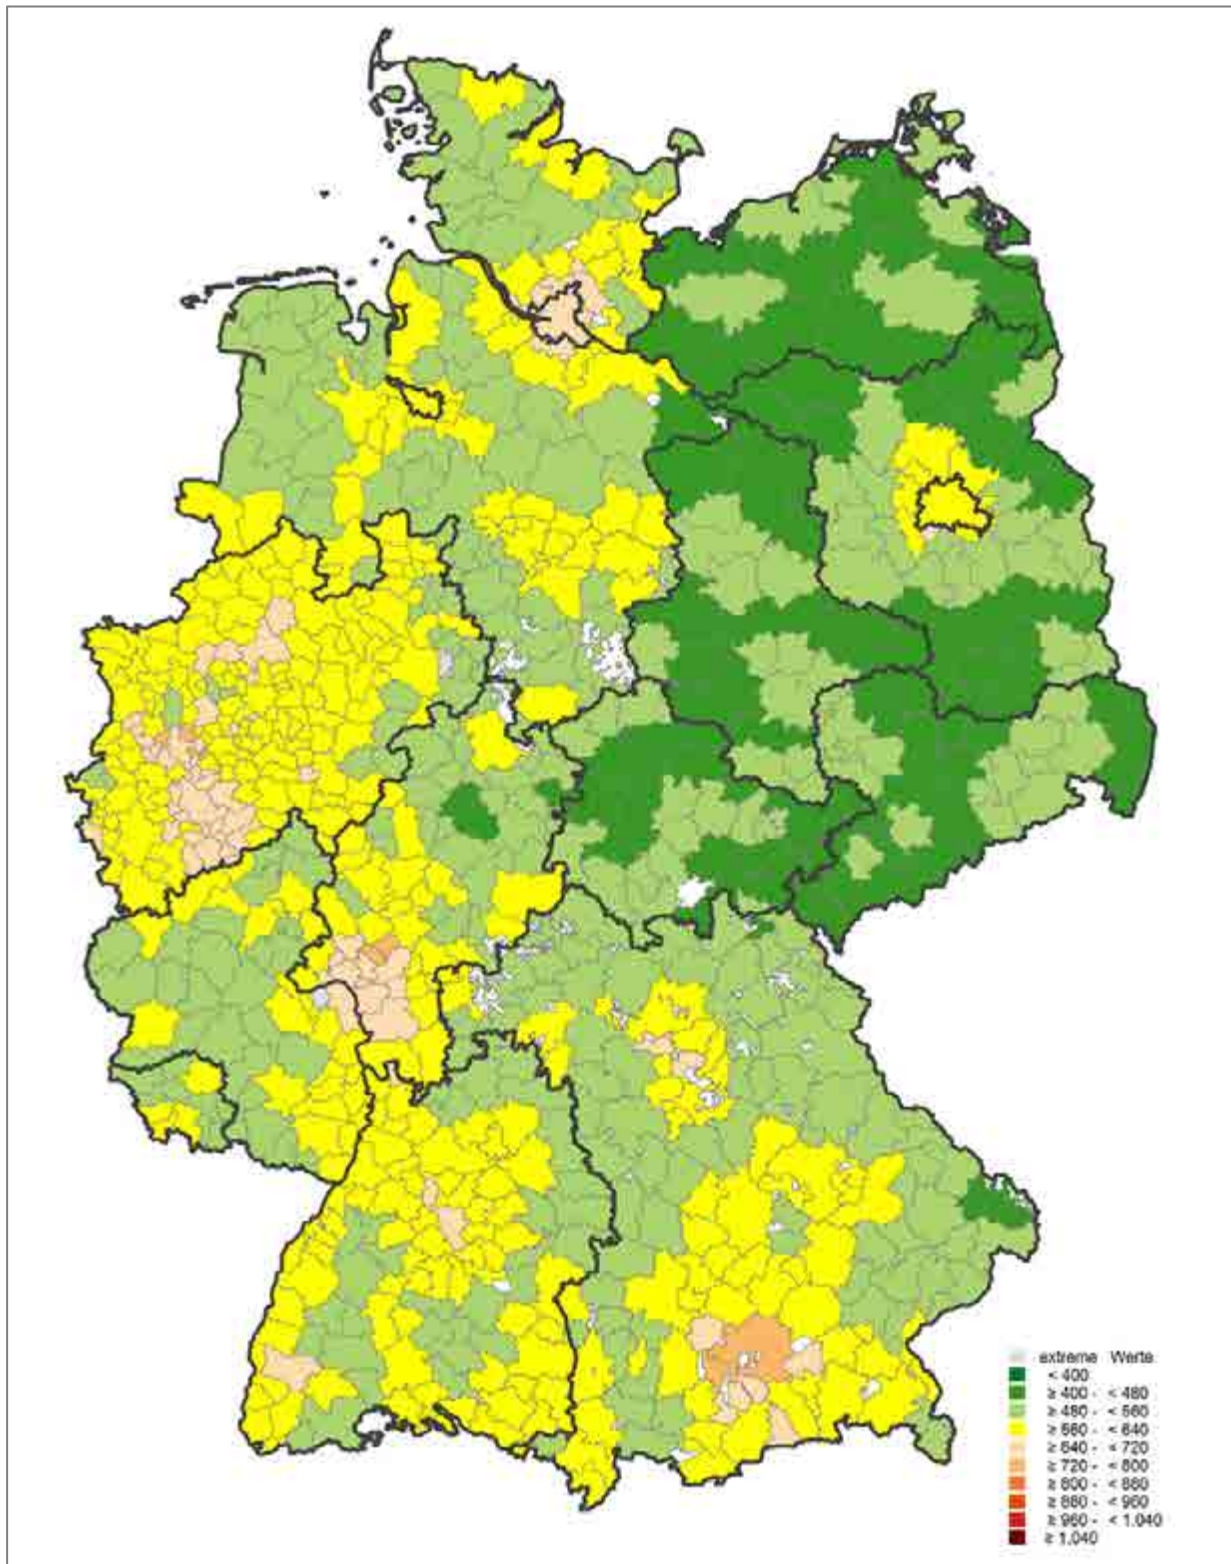 extreme Werte
< 400
≥ 400 - < 480
≥ 480 - < 560
≥ 560 - < 640
≥ 640 - < 720
≥ 720 - < 800
≥ 800 - < 880
≥ 880 - < 960
≥ 960 - < 1.040
≥ 1.040